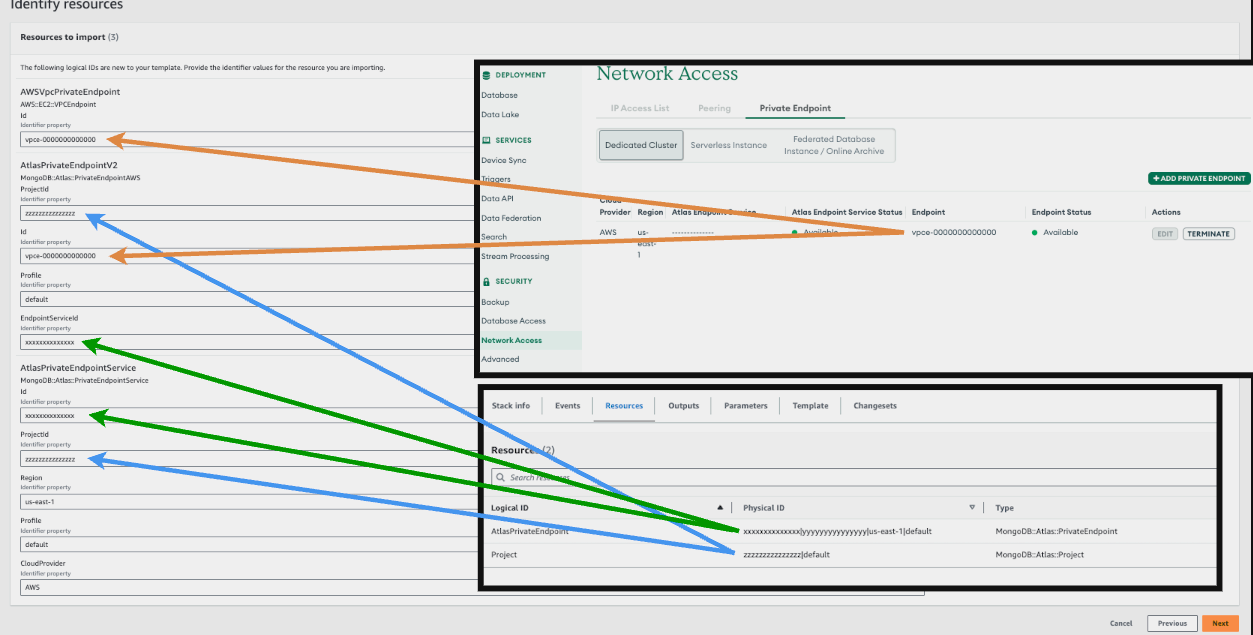 Identify resources
Resources to import (3)
The following logical IDs are new to your template. Provide the identifier values for the resource you are importing.
AWSVpcPrivateEndpoint
AWS::EC2::VPCEndpoint
Id
Identifier property
vpce-0000000000000
AtlasPrivateEndpointV2
MongoDB::Atlas::PrivateEndpointAWS
ProjectId
Identifier property
zzzzzzzzzzzzzzz
Id
Identifier property
vpce-0000000000000
Profile
Identifier property
default
EndpointServiceId
Identifier property
xxxxxxxxxxxxxx
AtlasPrivateEndpointService
MongoDB::Atlas::PrivateEndpointService
Id
Identifier property
xxxxxxxxxxxxxx
ProjectId
Identifier property
zzzzzzzzzzzzzzz
Region
Identifier property
us-east-1
Profile
Identifier property
default
CloudProvider
Identifier property
AWS
DEPLOYMENT
Database
Data Lake
SERVICES
Device Sync
Triggers
Data API
Data Federation
Search
Stream Processing
SECURITY
Backup
Database Access
Network Access
Advanced
Network Access
IP Access List Peering Private Endpoint
Dedicated Cluster Serverless Instance Federated Database
Instance / Online Archive
+ ADD PRIVATE ENDPOINT
Cloud
Provider Region Atlas Endpoint Service Atlas Endpoint Service Status Endpoint Endpoint Status Actions
AWS us- -------------- Available vpce-0000000000000 Available EDIT TERMINATE
east-
1
Stack info Events Resources Outputs Parameters Template Changesets
Resources (2)
Search resources
Logical ID Physical ID Type
AtlasPrivateEndpoint xxxxxxxxxxxxxx|yyyyyyyyyyyyyyy|us-east-1|default MongoDB::Atlas::PrivateEndpoint
Project zzzzzzzzzzzzzzz|default MongoDB::Atlas::Project
Cancel Previous Next